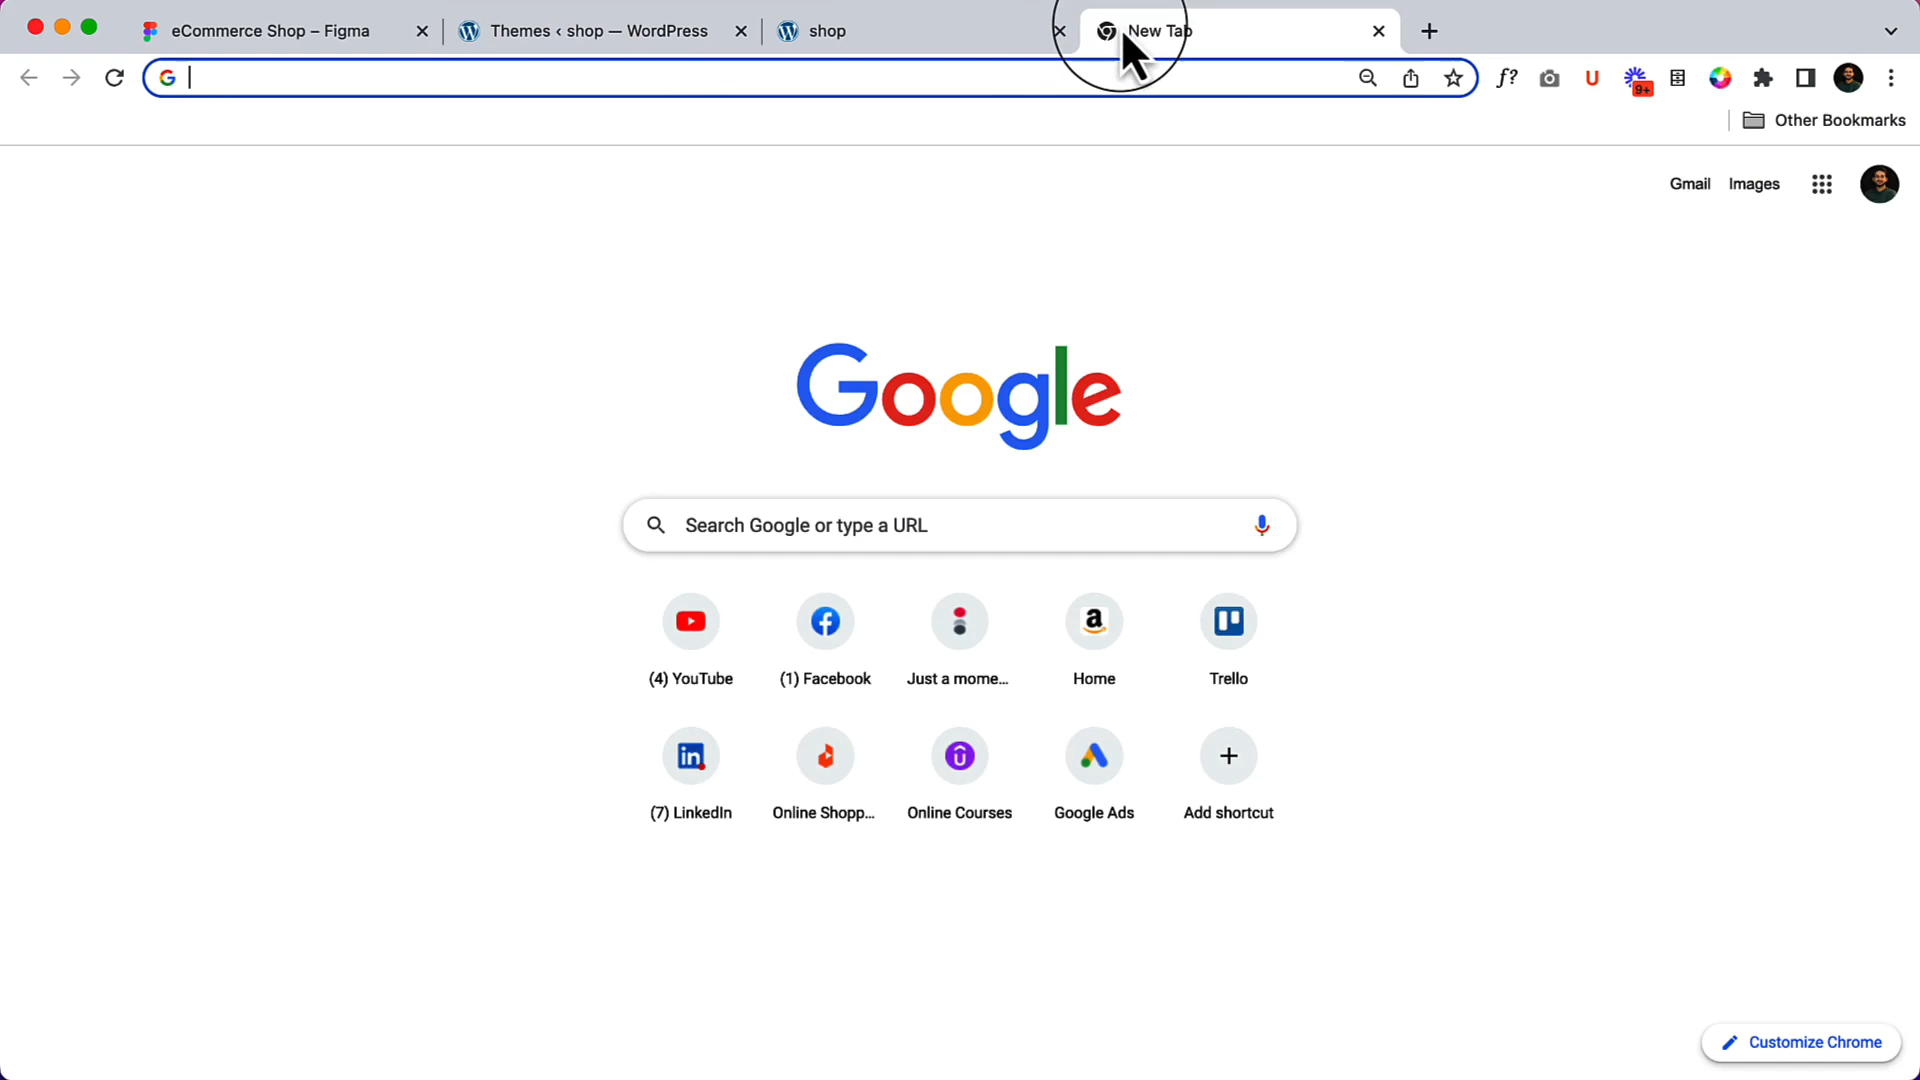 eCommerce Shop – Figma
Themes ‹ shop — WordPress
shop
New Tab
f?
U
9+
Other Bookmarks
Gmail
Images
Google
Search Google or type a URL
(4) YouTube
(1) Facebook
Just a mome...
Home
Trello
(7) LinkedIn
Online Shopp...
Online Courses
Google Ads
Add shortcut
Customize Chrome